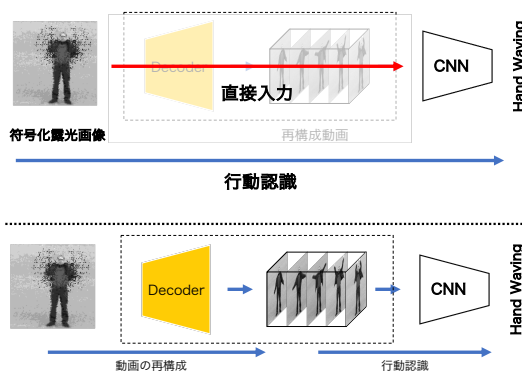 Decoder
CNN
Hand Waving
直接入力
符号化露光画像
再構成動画
行動認識
Decoder
CNN
Hand Waving
動画の再構成
行動認識